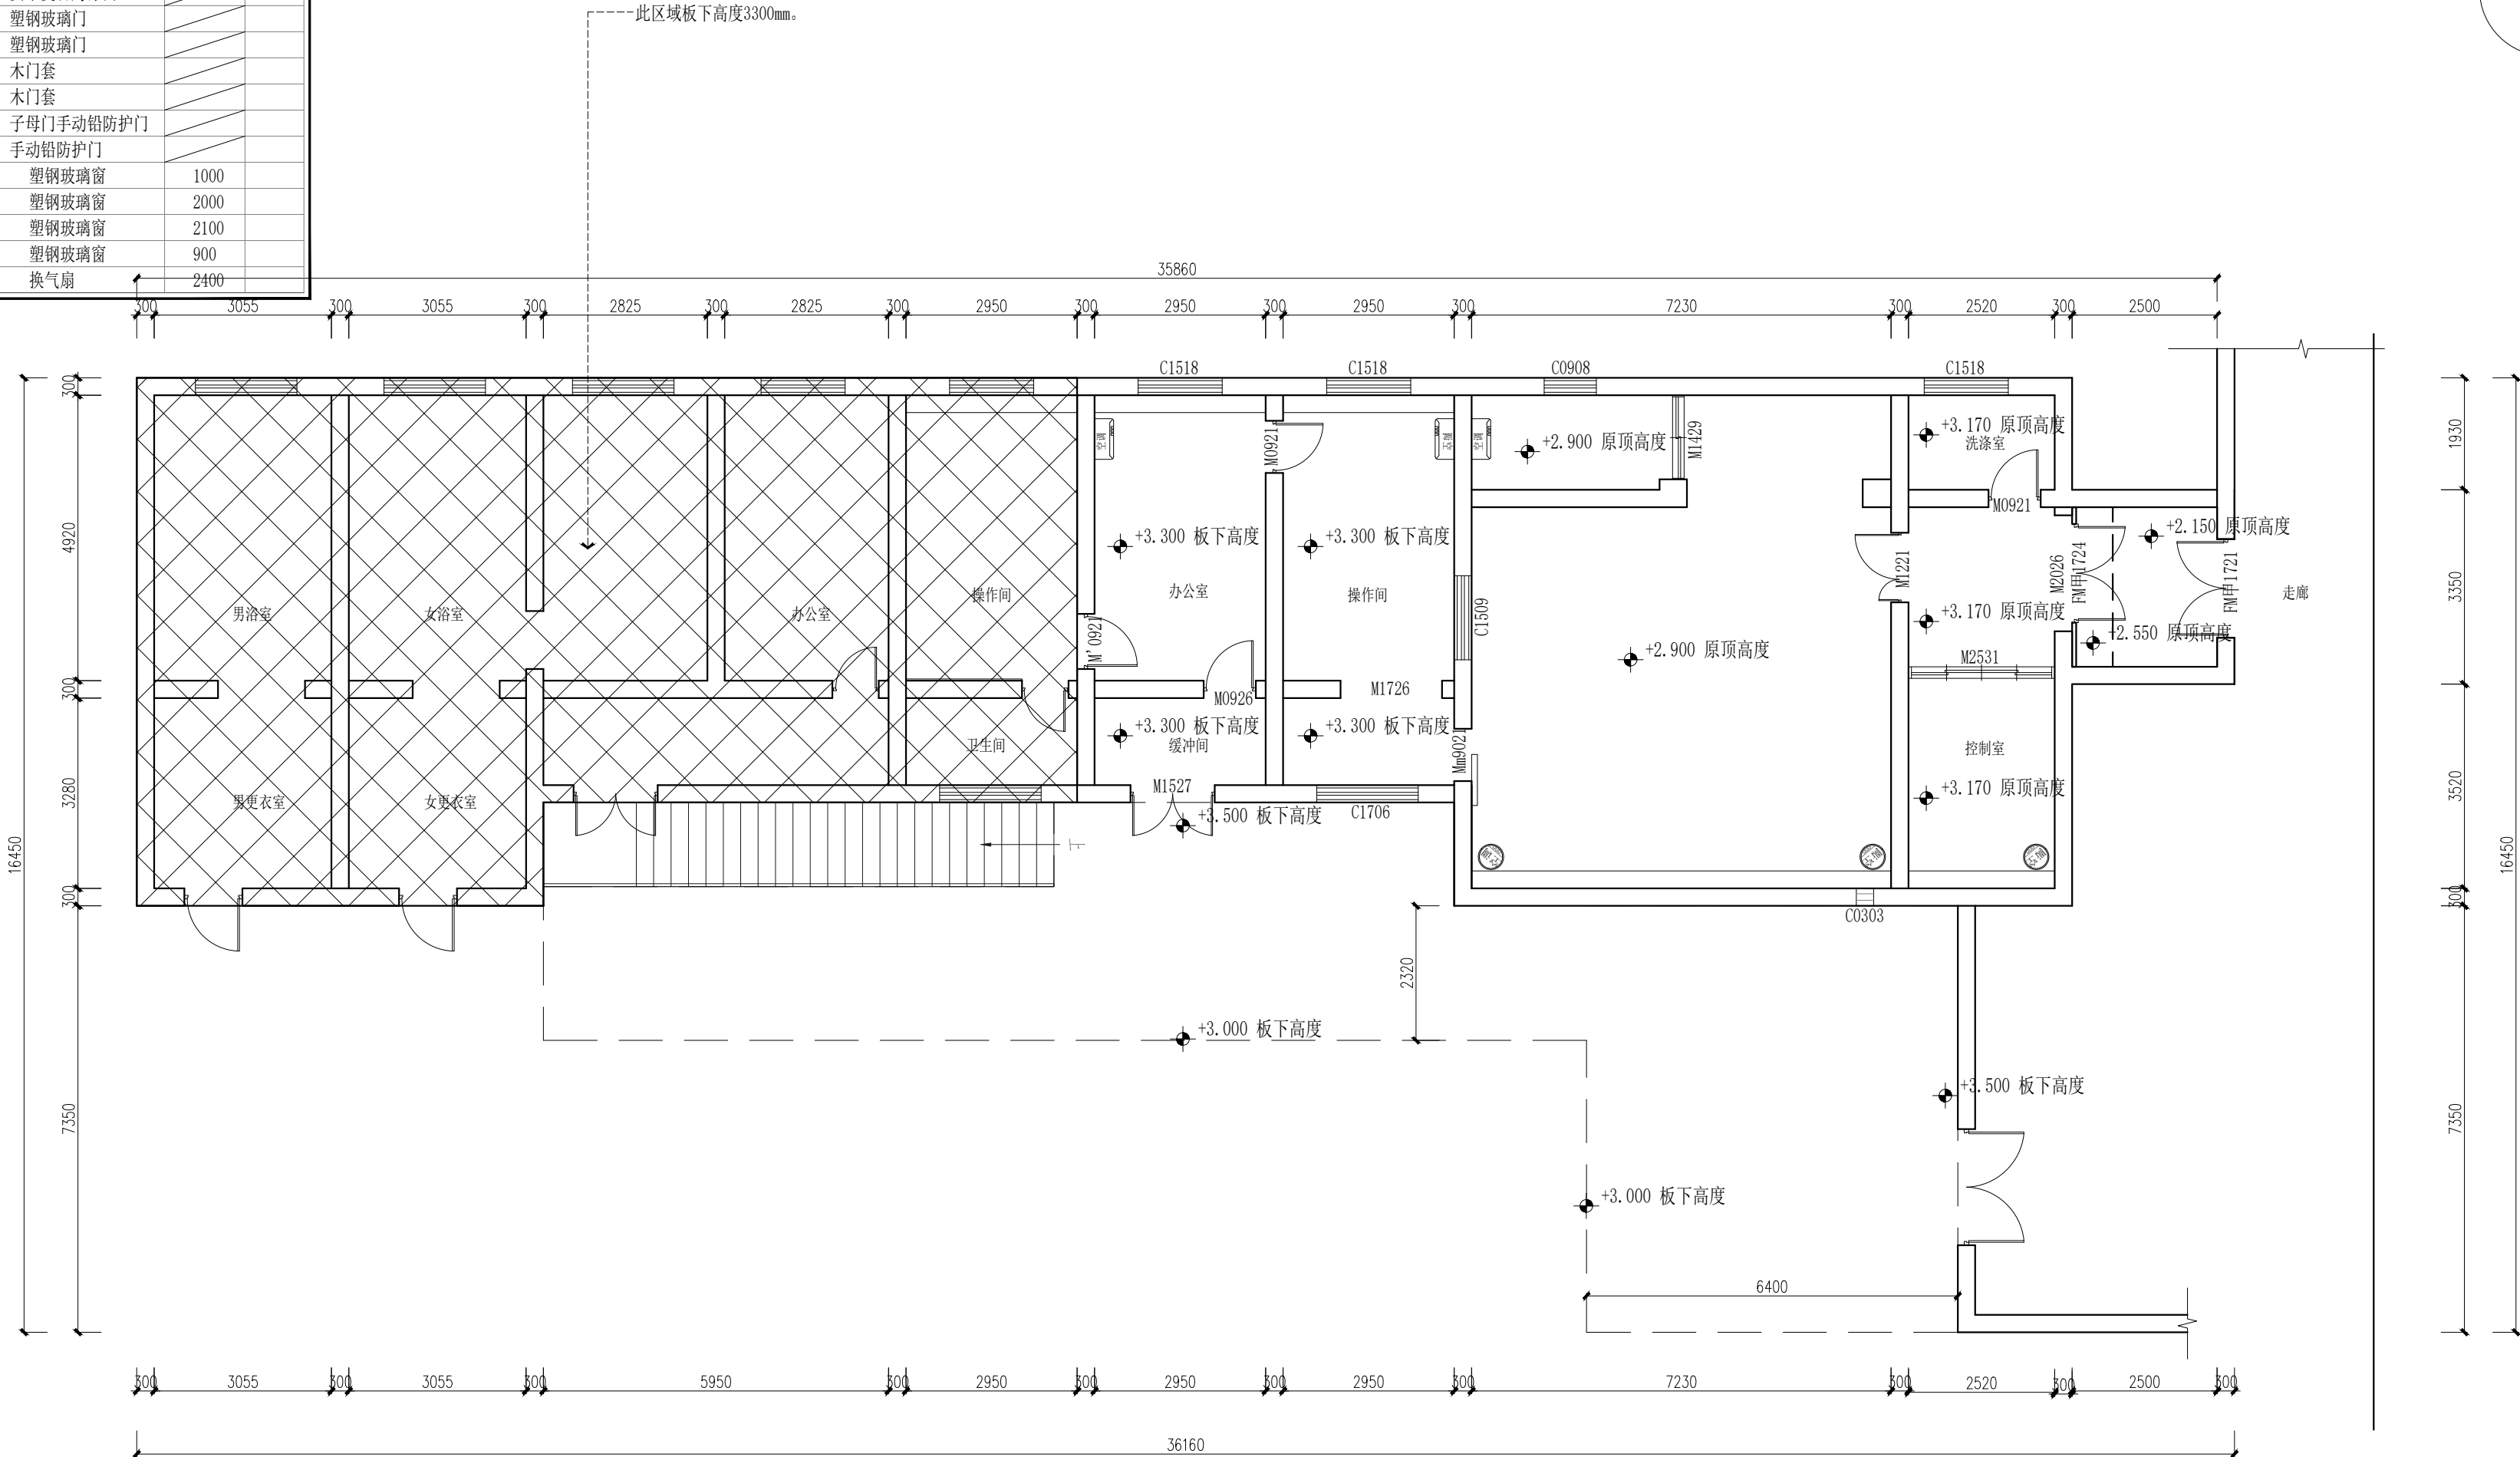 塑钢玻璃门
塑钢玻璃门
木门套
木门套
子母门手动铅防护门
手动铅防护门
塑钢玻璃窗 1000
塑钢玻璃窗 2000
塑钢玻璃窗 2100
塑钢玻璃窗 900
换气扇 2400
此区域板下高度3300mm。
35860
300 3055 300 3055 300 2825 300 2825 300 2950 300 2950 300 2950 300 7230 300 2520 300 2500
C1518 C1518 C0908 C1518
300 4920 300 3280 300 7350
16450
300 1930 3350 3520 300 7350
16450
空调 空调 空调
M0921
+2.900 原顶高度
M1429
+3.170 原顶高度
洗涤室
M0921
+3.300 板下高度
+3.300 板下高度
+2.150 原顶高度
M1221
M2026
FM甲1724
FM甲1721
走廊
男浴室
女浴室
办公室
操作间
办公室
操作间
C1509
M'0921
+3.170 原顶高度
+2.550 原顶高度
+2.900 原顶高度
M2531
M0926
M1726
+3.300 板下高度
+3.300 板下高度
卫生间
缓冲间
Mm9021
控制室
+3.170 原顶高度
男更衣室
女更衣室
M1527
+3.500 板下高度
C1706
上
C0303
2320
+3.000 板下高度
+3.500 板下高度
+3.000 板下高度
6400
300 3055 300 3055 300 5950 300 2950 300 2950 300 2950 300 7230 300 2520 300 2500 300
36160